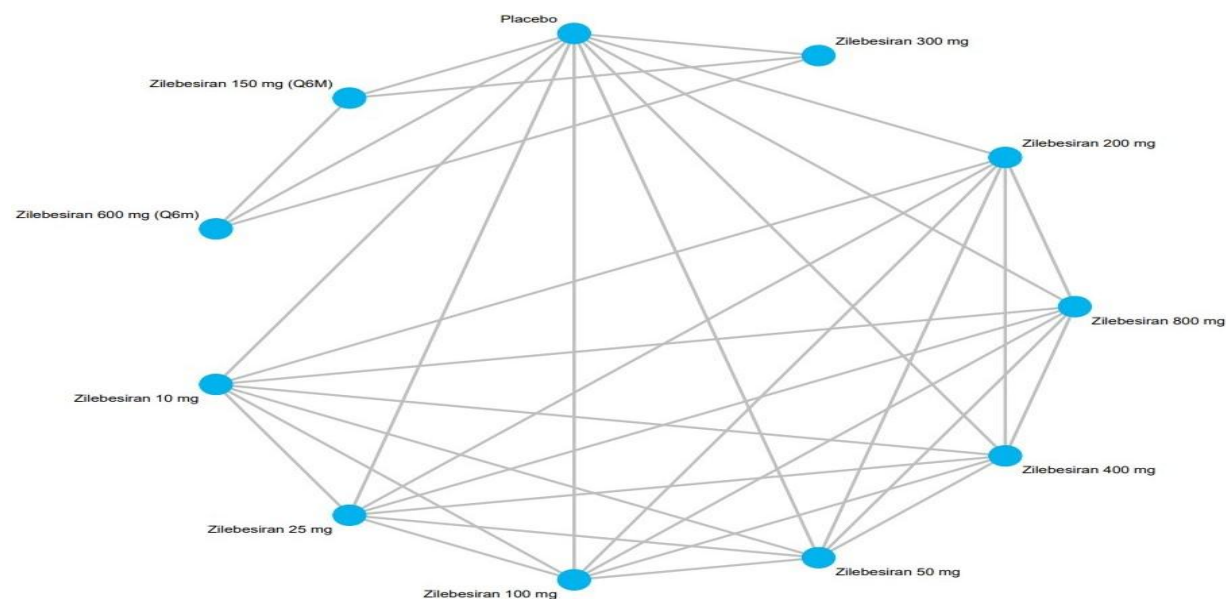 Placebo
Zilebesiran 300 mg
Zilebesiran 150 mg (Q6M)
Zilebesiran 200 mg
Zilebesiran 600 mg (Q6m)
Zilebesiran 800 mg
Zilebesiran 10 mg
Zilebesiran 400 mg
Zilebesiran 25 mg
Zilebesiran 50 mg
Zilebesiran 100 mg